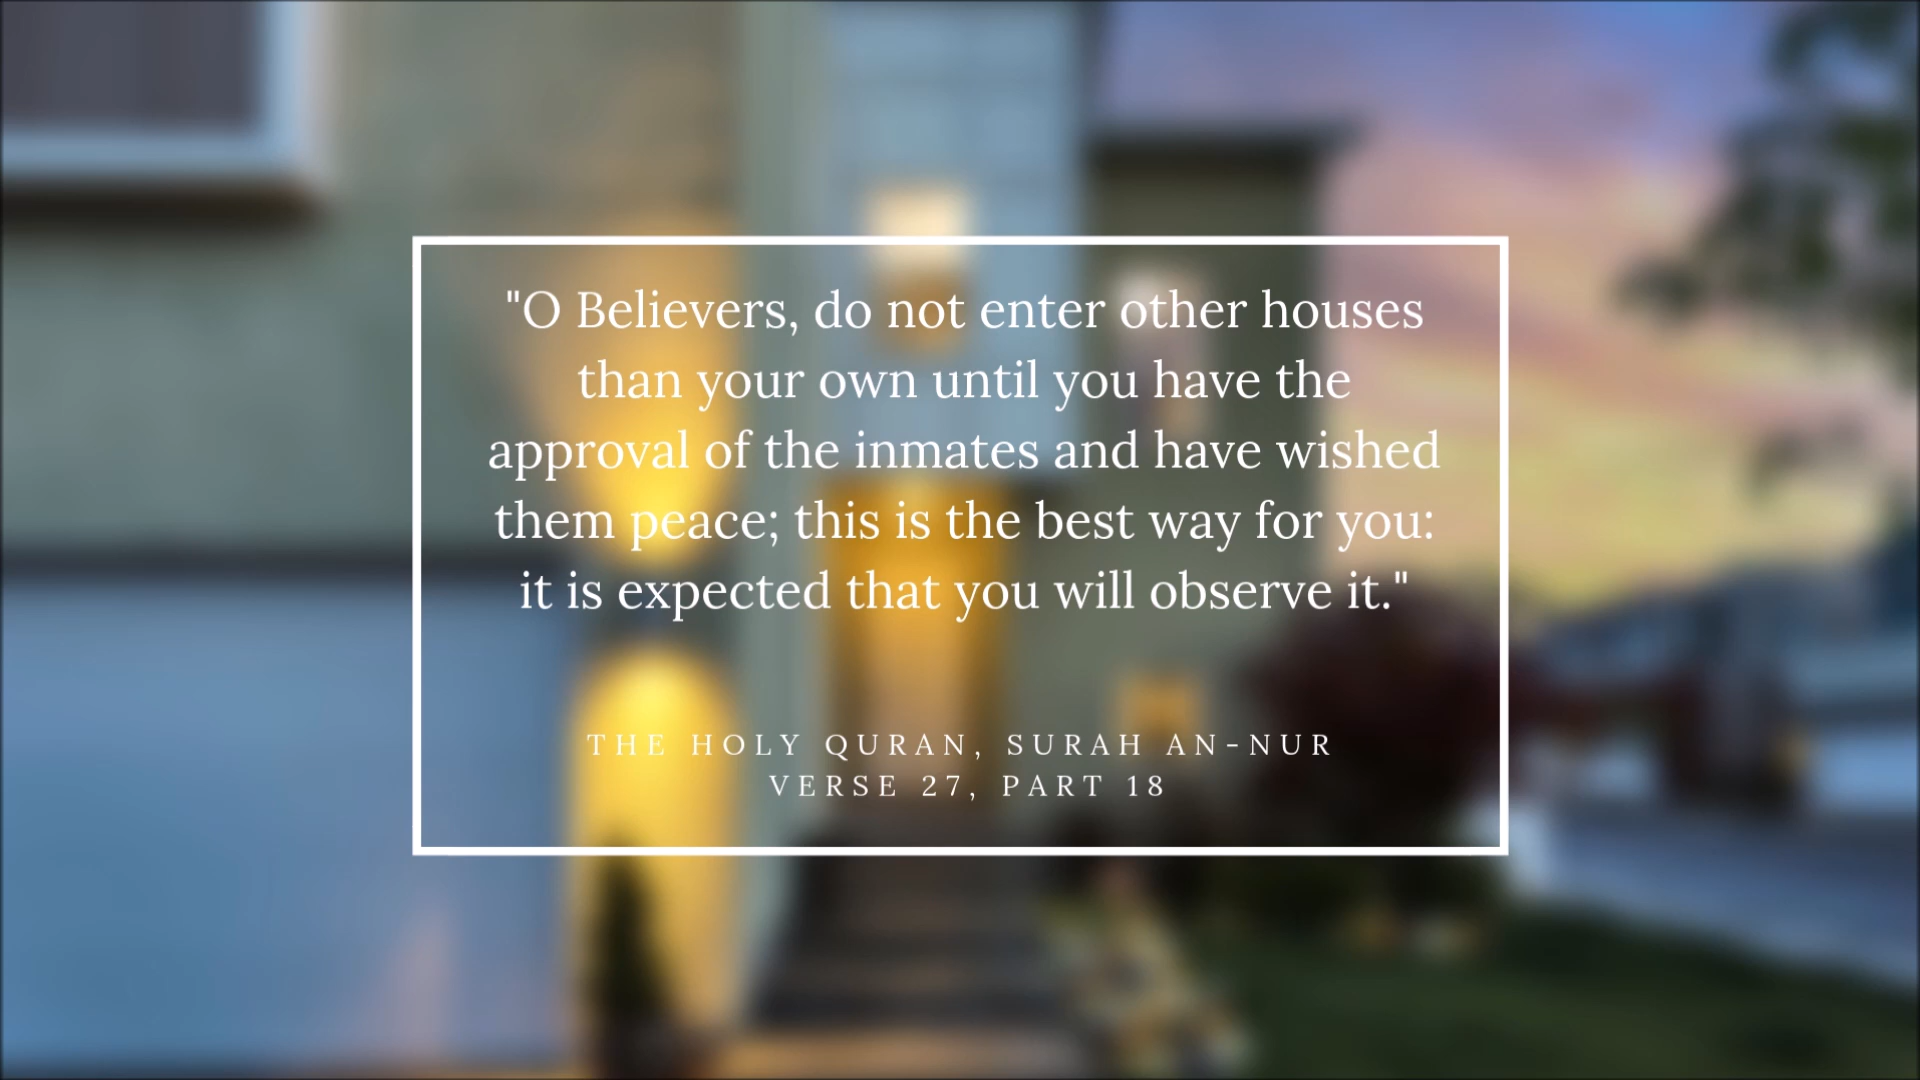 "O Believers, do not enter other houses
than your own until you have the
approval of the inmates and have wished
them peace; this is the best way for you:
it is expected that you will observe it."
THE HOLY QURAN, SURAH AN-NUR
VERSE 27, PART 18